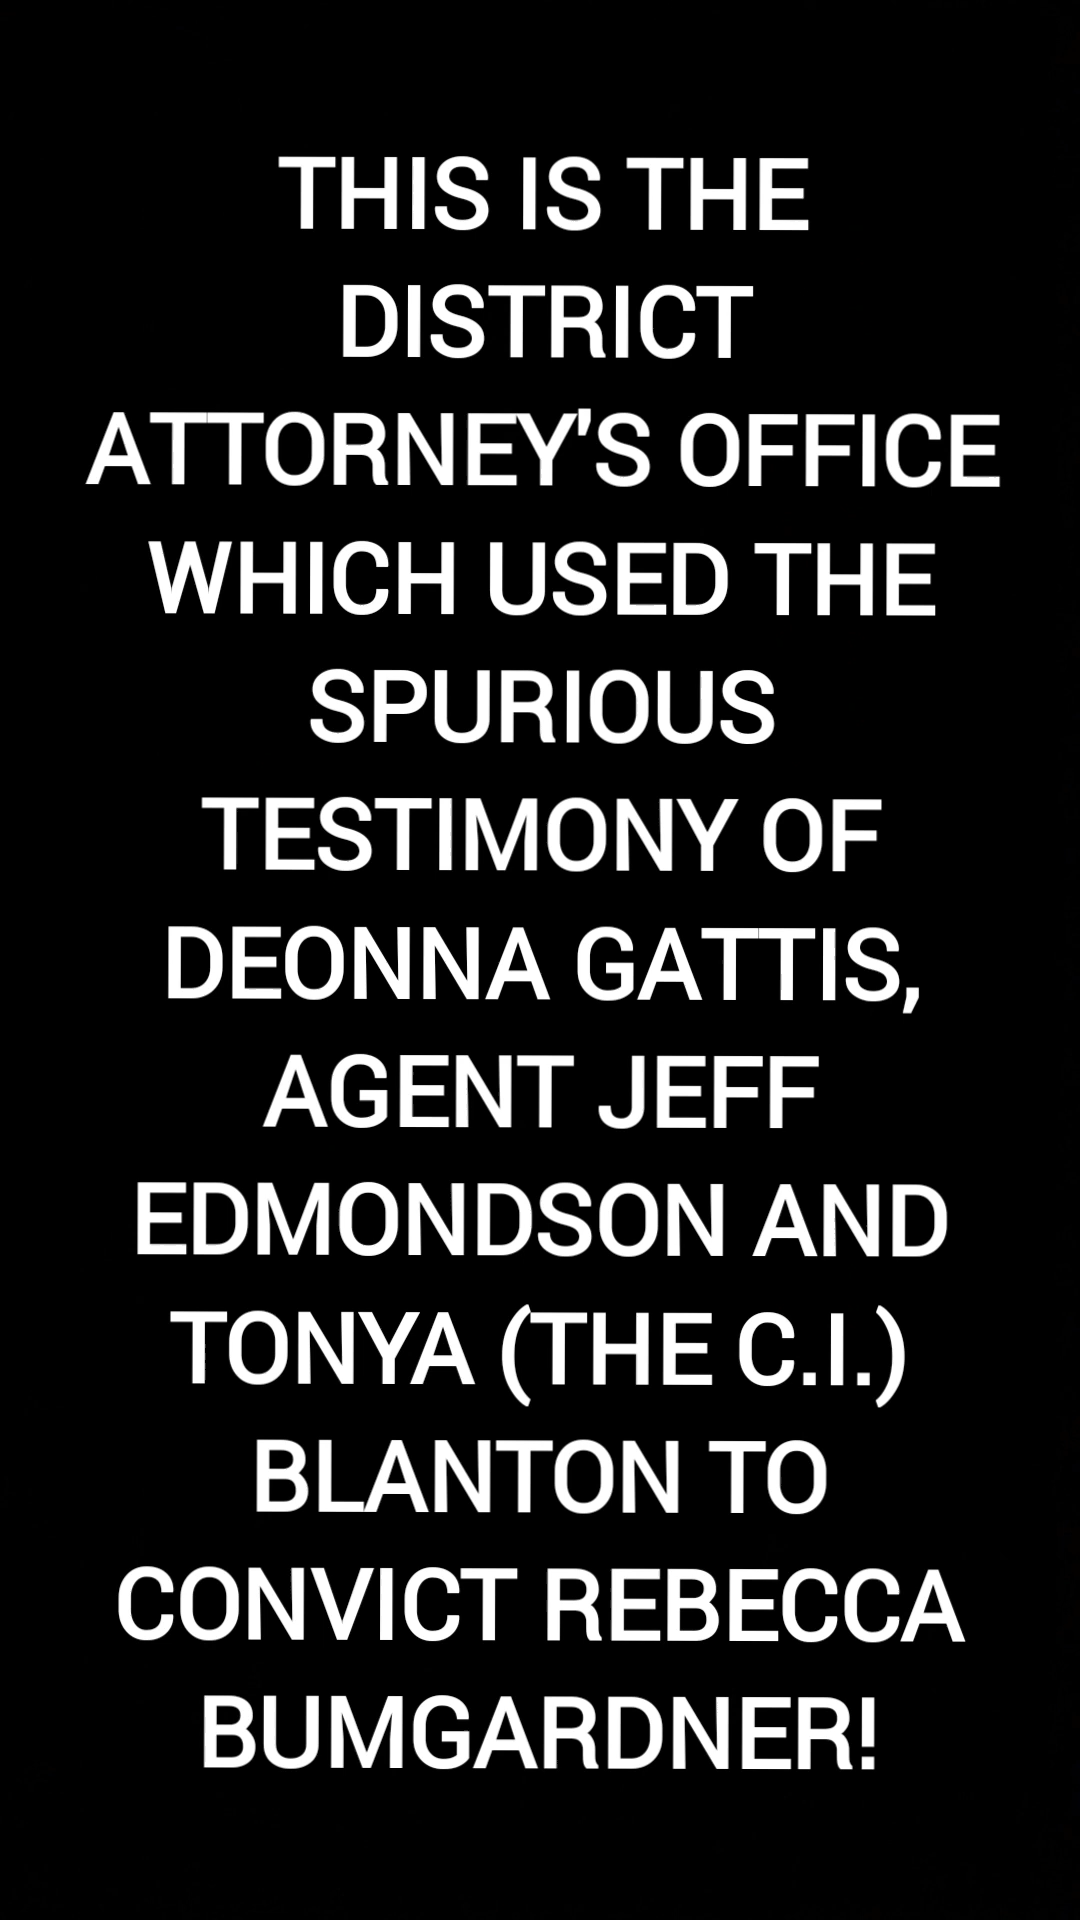 THIS IS THE
DISTRICT
ATTORNEY'S OFFICE
WHICH USED THE
SPURIOUS
TESTIMONY OF
DEONNA GATTIS,
AGENT JEFF
EDMONDSON AND
TONYA (THE C.I.)
BLANTON TO
CONVICT REBECCA
BUMGARDNER!